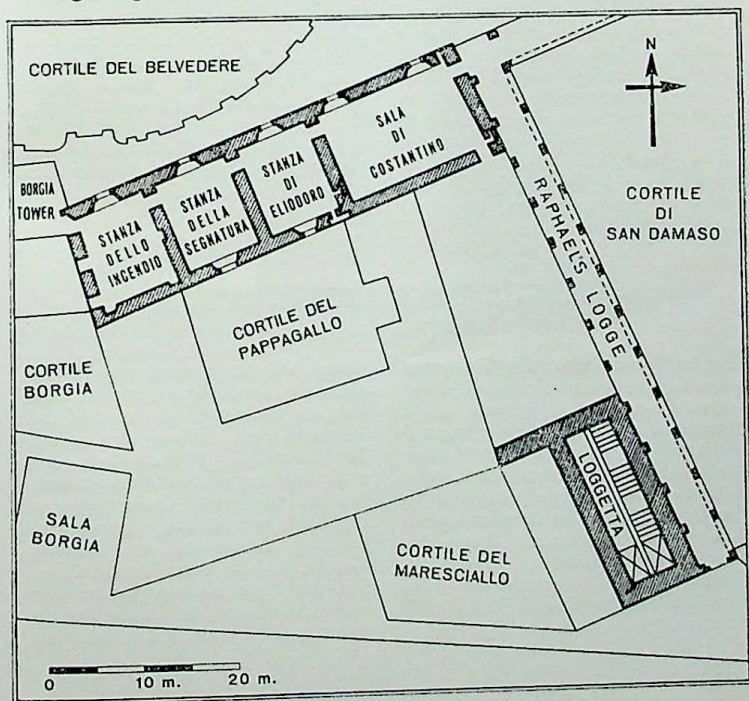 CORTILE DEL BELVEDERE
N
BORGIA
TOWER
STANZA
DELLO
INCENDIO
STANZA
DELLA
SEGNATURA
STANZA
DI
ELIODORO
SALA
DI
COSTANTINO
RAPHAEL'S LOGGE
CORTILE
DI
SAN DAMASO
CORTILE DEL
PAPPAGALLO
CORTILE
BORGIA
SALA
BORGIA
LOGGETTA
CORTILE DEL
MARESCIALLO
0 10 m. 20 m.